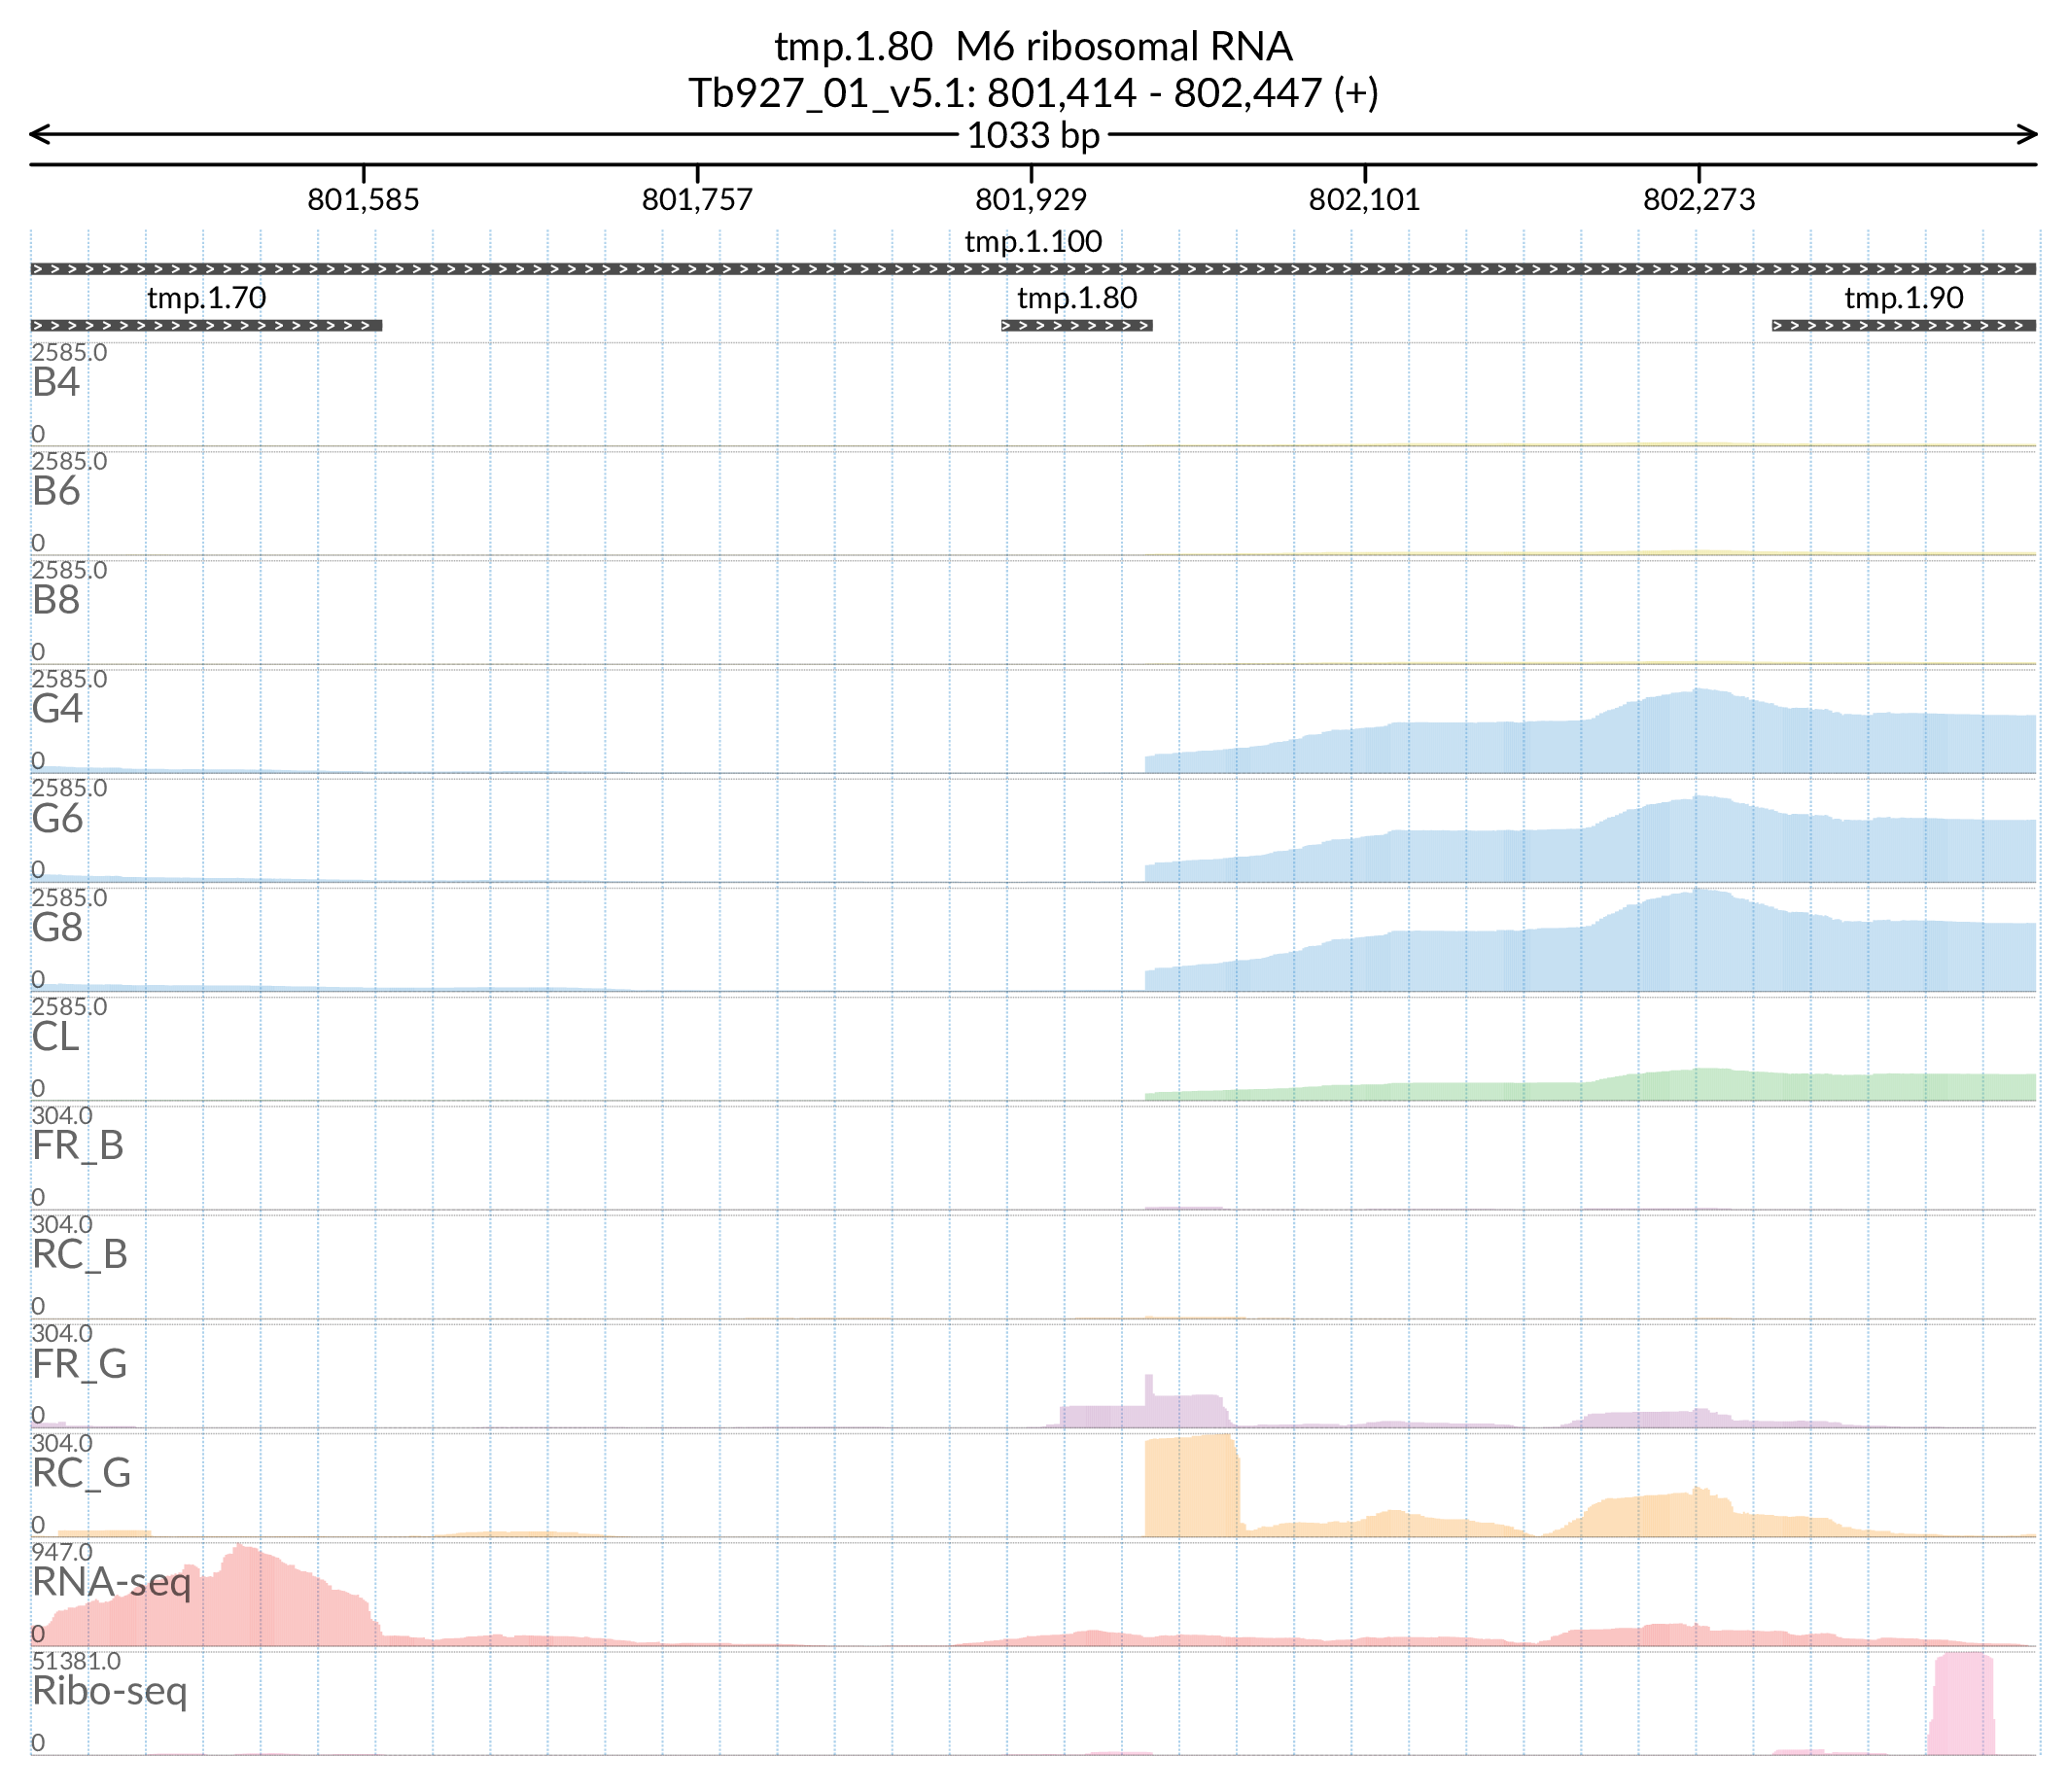 tmp.1.80 M6 ribosomal RNA
Tb927_01_v5.1: 801,414 - 802,447 (+)
1033 bp
801,585 801,757 801,929 802,101 802,273
tmp.1.100
tmp.1.70 tmp.1.80 tmp.1.90
2585.0
B4
0
2585.0
B6
0
2585.0
B8
0
2585.0
G4
0
2585.0
G6
0
2585.0
G8
0
2585.0
CL
0
304.0
FR_B
0
304.0
RC_B
0
304.0
FR_G
0
304.0
RC_G
0
947.0
RNA-seq
0
51381.0
Ribo-seq
0